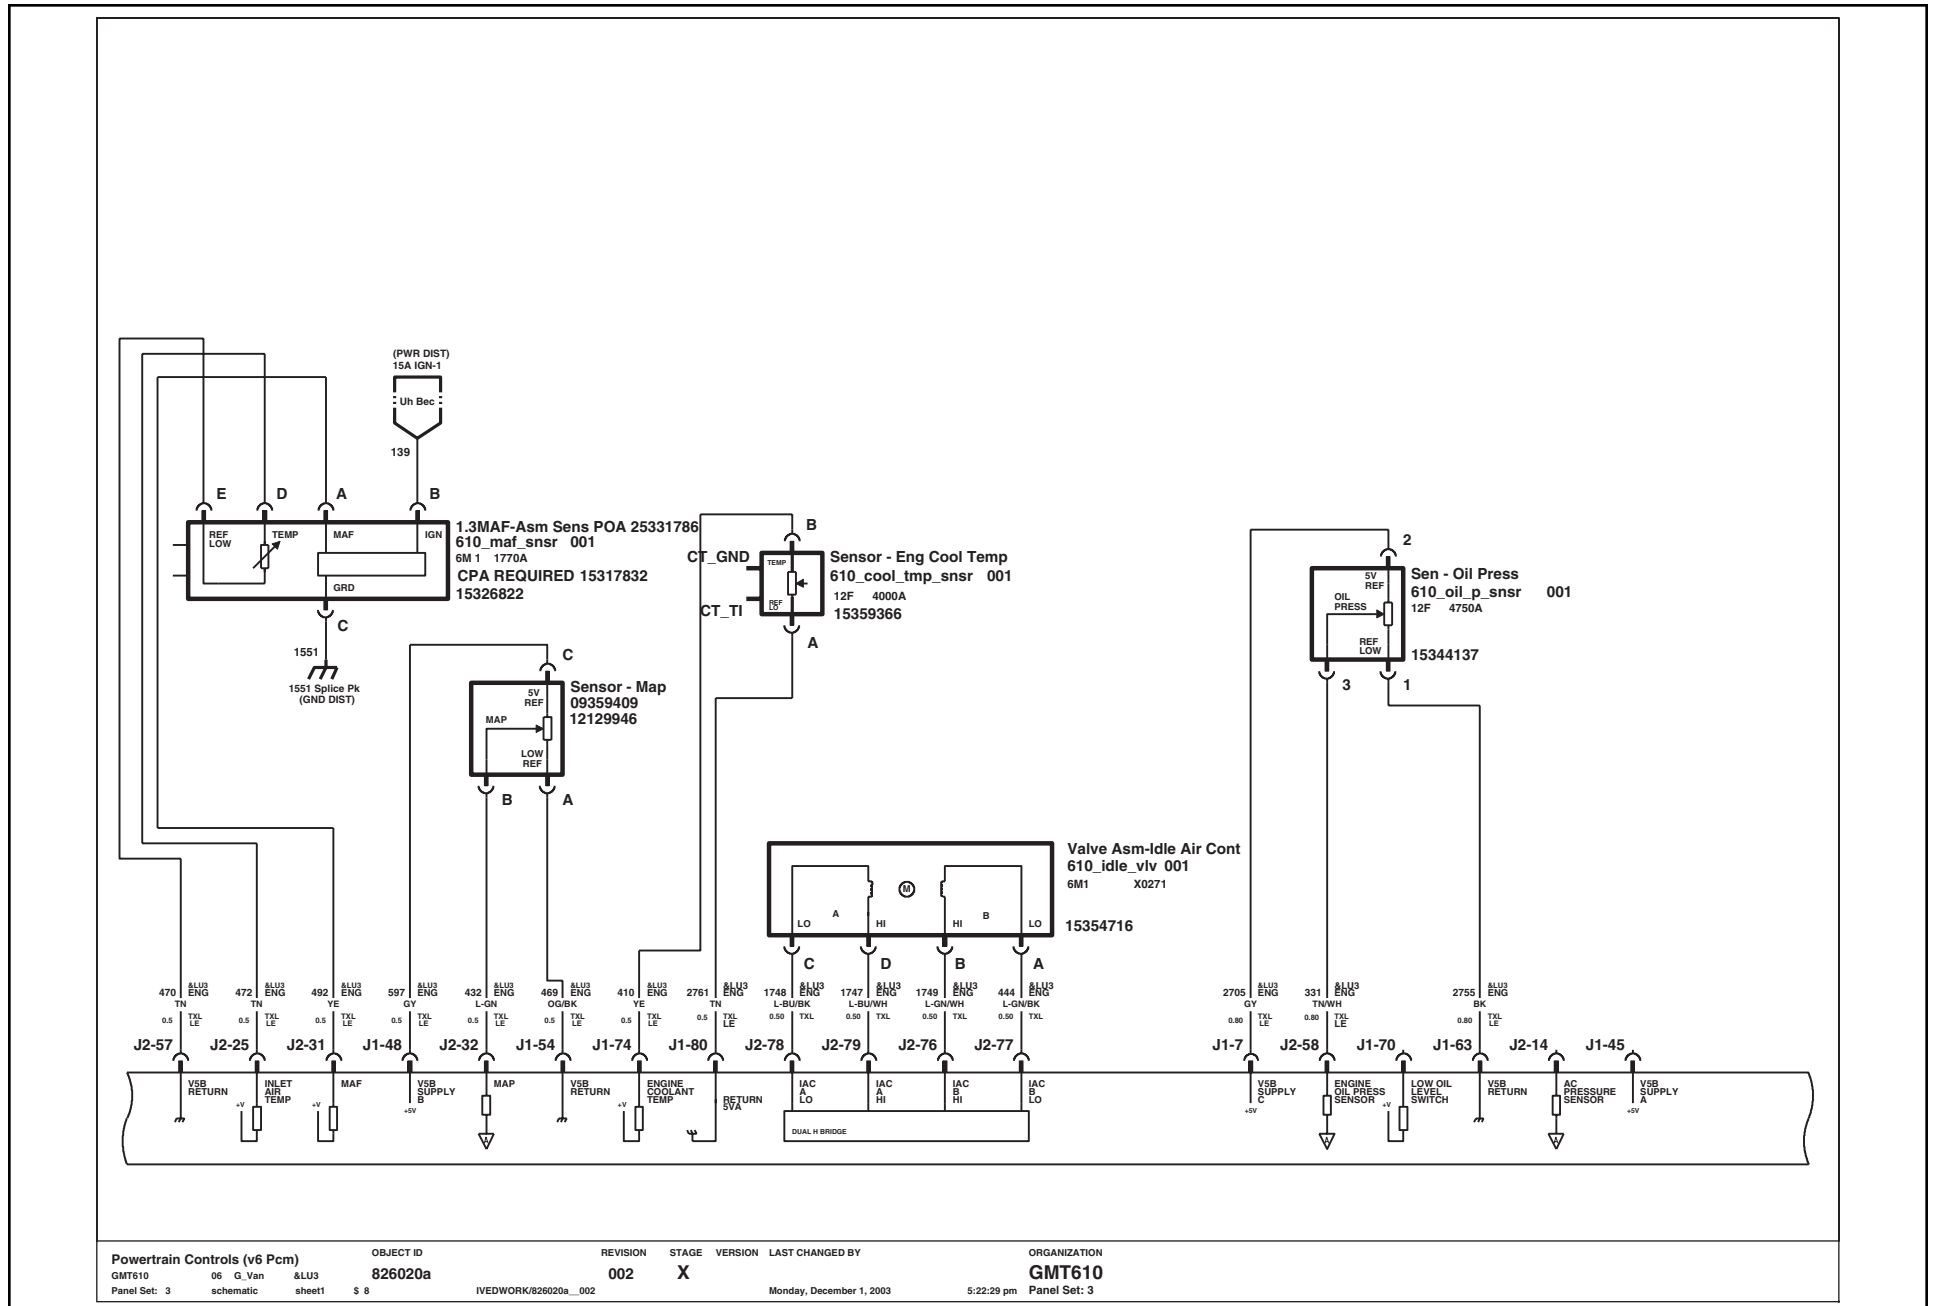 (PWR DIST)
15A IGN-1
Uh Bec
139
E
D
A
B
REF
LOW
TEMP
MAF
IGN
GRD
1.3MAF-Asm Sens POA 25331786
610_maf_snsr 001
6M 1 1770A
CPA REQUIRED 15317832
15326822
C
1551
1551 Splice Pk
(GND DIST)
C
5V
REF
MAP
LOW
REF
Sensor - Map
09359409
12129946
B
A
B
CT_GND
TEMP
REF
LO
CT_TI
Sensor - Eng Cool Temp
610_cool_tmp_snsr 001
12F 4000A
15359366
A
2
5V
REF
OIL
PRESS
REF
LOW
Sen - Oil Press
610_oil_p_snsr 001
12F 4750A
15344137
3
1
Valve Asm-Idle Air Cont
610_idle_vlv 001
6M1 X0271
15354716
M
LO
A
HI
HI
B
LO
C
D
B
A
470 &LU3 ENG
TN
0.5 TXL LE
J2-57
472 &LU3 ENG
TN
0.5 TXL LE
J2-25
492 &LU3 ENG
YE
0.5 TXL LE
J2-31
597 &LU3 ENG
GY
0.5 TXL LE
J1-48
432 &LU3 ENG
L-GN
0.5 TXL LE
J2-32
469 &LU3 ENG
OG/BK
0.5 TXL LE
J1-54
410 &LU3 ENG
YE
0.5 TXL LE
J1-74
2761 &LU3 ENG
TN
0.5 TXL LE
J1-80
1748 &LU3 ENG
L-BU/BK
0.50 TXL
J2-78
1747 &LU3 ENG
L-BU/WH
0.50 TXL
J2-79
1749 &LU3 ENG
L-GN/WH
0.50 TXL
J2-76
444 &LU3 ENG
L-GN/BK
0.50 TXL
J2-77
2705 &LU3 ENG
GY
0.80 TXL LE
J1-7
331 &LU3 ENG
TN/WH
0.80 TXL LE
J2-58
J1-70
2755 &LU3 ENG
BK
0.80 TXL LE
J1-63
J2-14
J1-45
V5B
RETURN
INLET
AIR
TEMP
+V
MAF
+V
V5B
SUPPLY
B
+5V
MAP
A
V5B
RETURN
ENGINE
COOLANT
TEMP
+V
RETURN
5VA
IAC
A
LO
IAC
A
HI
IAC
B
HI
IAC
B
LO
DUAL H BRIDGE
V5B
SUPPLY
C
+5V
ENGINE
OIL PRESS
SENSOR
A
LOW OIL
LEVEL
SWITCH
+V
V5B
RETURN
AC
PRESSURE
SENSOR
A
V5B
SUPPLY
A
+5V
Powertrain Controls (v6 Pcm)
GMT610 06 G_Van &LU3
Panel Set: 3 schematic sheet1 $ 8
OBJECT ID
826020a
IVEDWORK/826020a__002
REVISION
002
STAGE
X
VERSION
LAST CHANGED BY
Monday, December 1, 2003 5:22:29 pm
ORGANIZATION
GMT610
Panel Set: 3